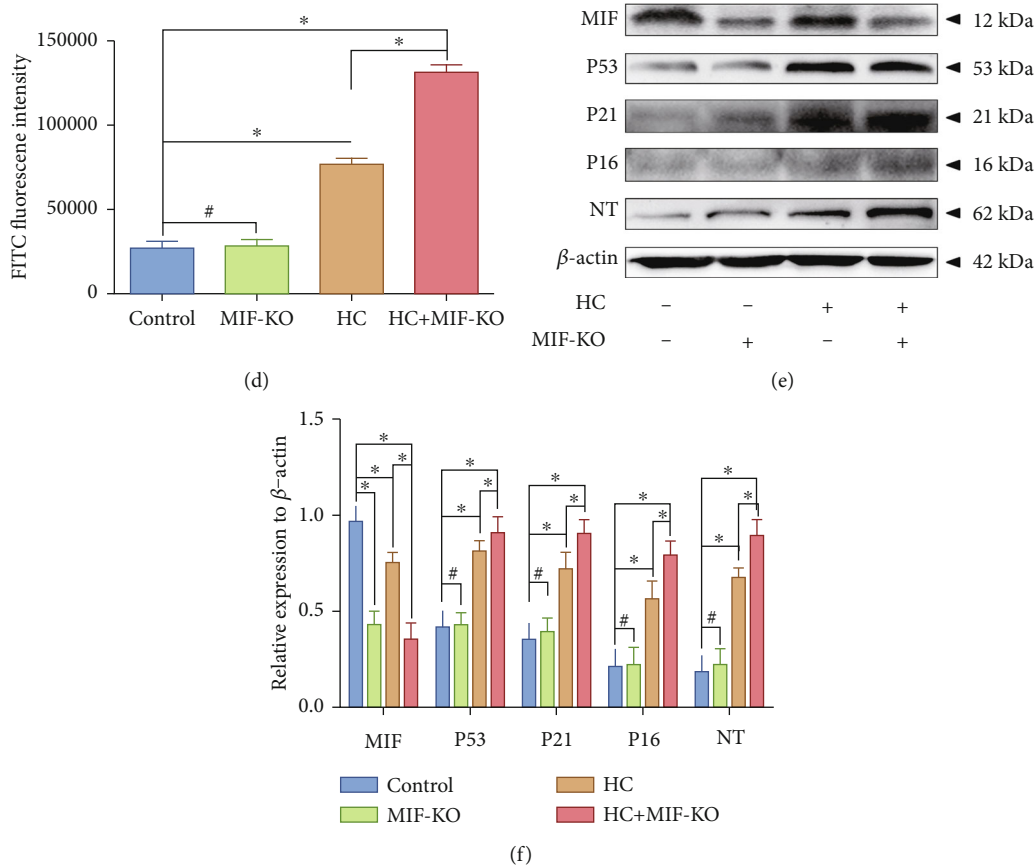 FITC fluorescene intensity
150000
100000
50000
0
*
*
*
#
Control MIF-KO HC HC+MIF-KO
(d)
MIF 12 kDa
P53 53 kDa
P21 21 kDa
P16 16 kDa
NT 62 kDa
β-actin 42 kDa
HC – – + +
MIF-KO – + – +
(e)
Relative expression to β–actin
1.5
1.0
0.5
0.0
* * * *
* * * #
* * * #
* * * #
* * * #
MIF P53 P21 P16 NT
Control HC
MIF-KO HC+MIF-KO
(f)